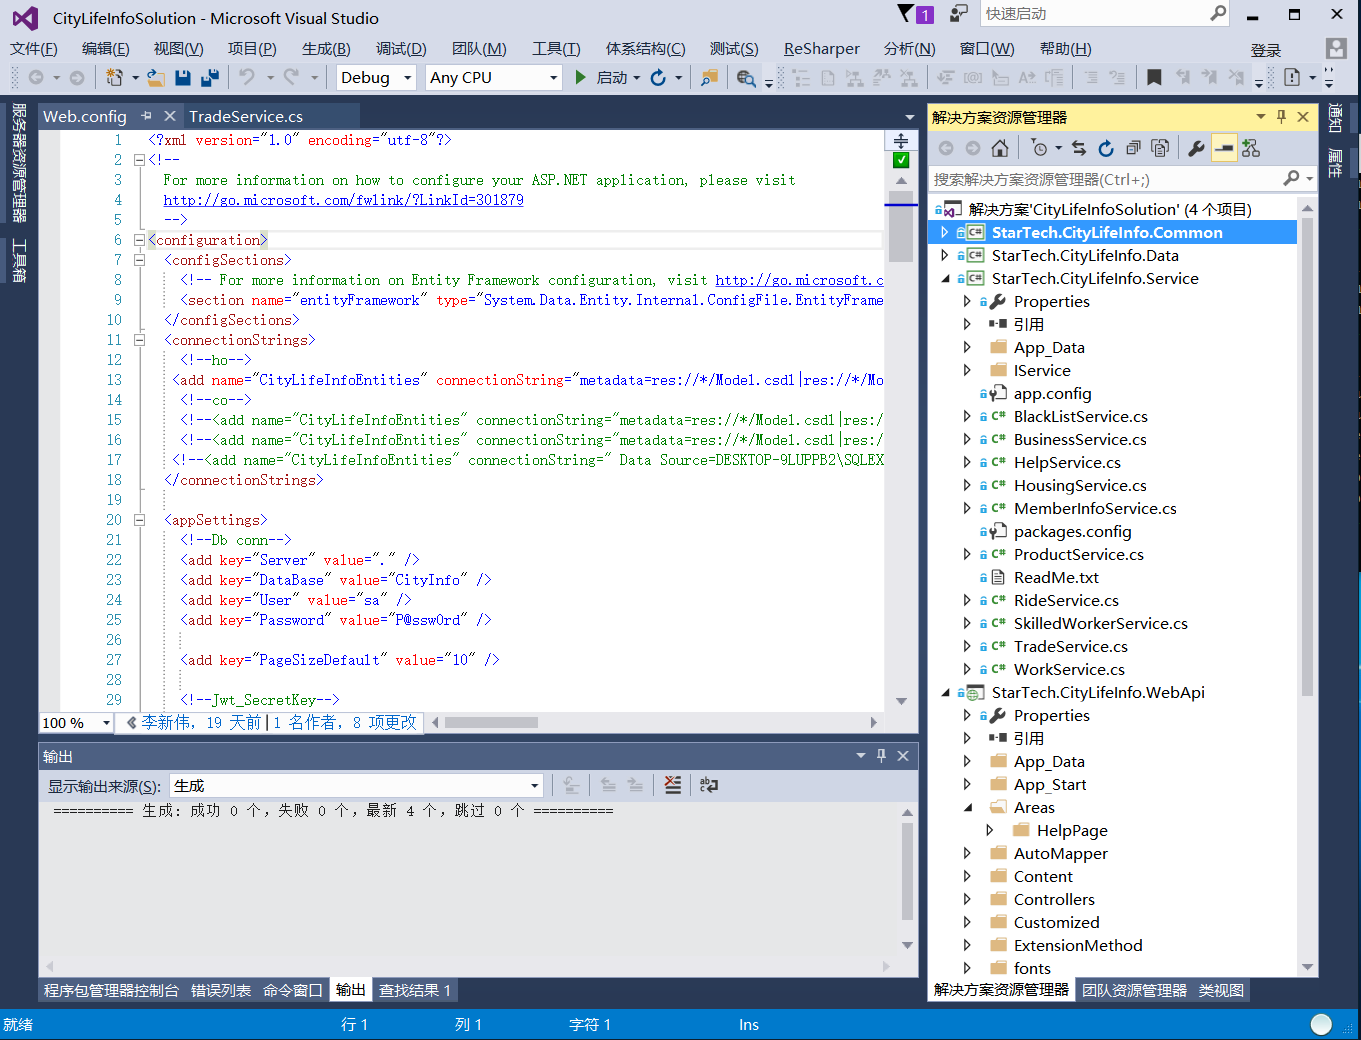 CityLifeInfoSolution - Microsoft Visual Studio
1
快速启动
文件(F) 编辑(E) 视图(V) 项目(P) 生成(B) 调试(D) 团队(M) 工具(T) 体系结构(C) 测试(S) ReSharper 分析(N) 窗口(W) 帮助(H) 登录
Debug Any CPU 启动
服务器资源管理器
工具箱
Web.config TradeService.cs
1 <?xml version="1.0" encoding="utf-8"?>
2 <!--
3 For more information on how to configure your ASP.NET application, please visit
4 http://go.microsoft.com/fwlink/?LinkId=301879
5 -->
6 <configuration>
7 <configSections>
8 <!-- For more information on Entity Framework configuration, visit http://go.microsoft.c
9 <section name="entityFramework" type="System.Data.Entity.Internal.ConfigFile.EntityFrame
10 </configSections>
11 <connectionStrings>
12 <!--ho-->
13 <add name="CityLifeInfoEntities" connectionString="metadata=res://*/Model.csdl|res://*/Mo
14 <!--co-->
15 <!--<add name="CityLifeInfoEntities" connectionString="metadata=res://*/Model.csdl|res:/
16 <!--<add name="CityLifeInfoEntities" connectionString="metadata=res://*/Model.csdl|res:/
17 <!--<add name="CityLifeInfoEntities" connectionString=" Data Source=DESKTOP-9LUPPB2\SQLEX
18 </connectionStrings>
19
20 <appSettings>
21 <!--Db conn-->
22 <add key="Server" value="." />
23 <add key="DataBase" value="CityInfo" />
24 <add key="User" value="sa" />
25 <add key="Password" value="P@ssw0rd" />
26
27 <add key="PageSizeDefault" value="10" />
28
29 <!--Jwt_SecretKey-->
100 % 李新伟, 19 天前|1 名作者, 8 项更改
输出
显示输出来源(S): 生成
========== 生成: 成功 0 个，失败 0 个，最新 4 个，跳过 0 个 ==========
程序包管理器控制台 错误列表 命令窗口 输出 查找结果 1
解决方案资源管理器
搜索解决方案资源管理器(Ctrl+;)
解决方案'CityLifeInfoSolution' (4 个项目)
StarTech.CityLifeInfo.Common
StarTech.CityLifeInfo.Data
StarTech.CityLifeInfo.Service
Properties
引用
App_Data
IService
app.config
BlackListService.cs
BusinessService.cs
HelpService.cs
HousingService.cs
MemberInfoService.cs
packages.config
ProductService.cs
ReadMe.txt
RideService.cs
SkilledWorkerService.cs
TradeService.cs
WorkService.cs
StarTech.CityLifeInfo.WebApi
Properties
引用
App_Data
App_Start
Areas
HelpPage
AutoMapper
Content
Controllers
Customized
ExtensionMethod
fonts
解决方案资源管理器 团队资源管理器 类视图
通知
属性
就绪 行 1 列 1 字符 1 Ins